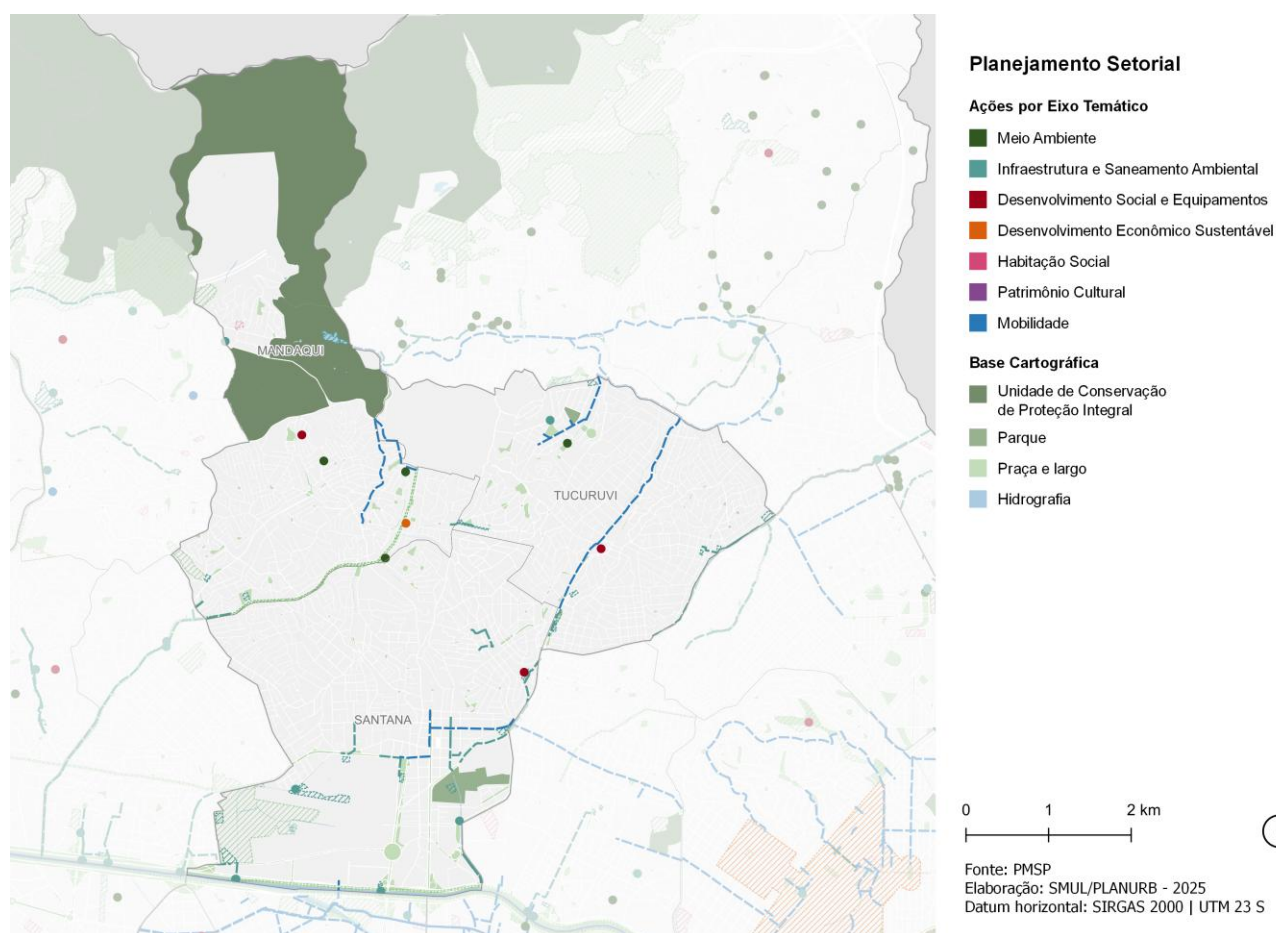 Planejamento Setorial
Ações por Eixo Temático
Meio Ambiente
Infraestrutura e Saneamento Ambiental
Desenvolvimento Social e Equipamentos
Desenvolvimento Econômico Sustentável
Habitação Social
Patrimônio Cultural
Mobilidade
Base Cartográfica
Unidade de Conservação
de Proteção Integral
Parque
Praça e largo
Hidrografia
MANDAQUI
TUCURUVI
SANTANA
0 1 2 km
Fonte: PMSP
Elaboração: SMUL/PLANURB - 2025
Datum horizontal: SIRGAS 2000 | UTM 23 S